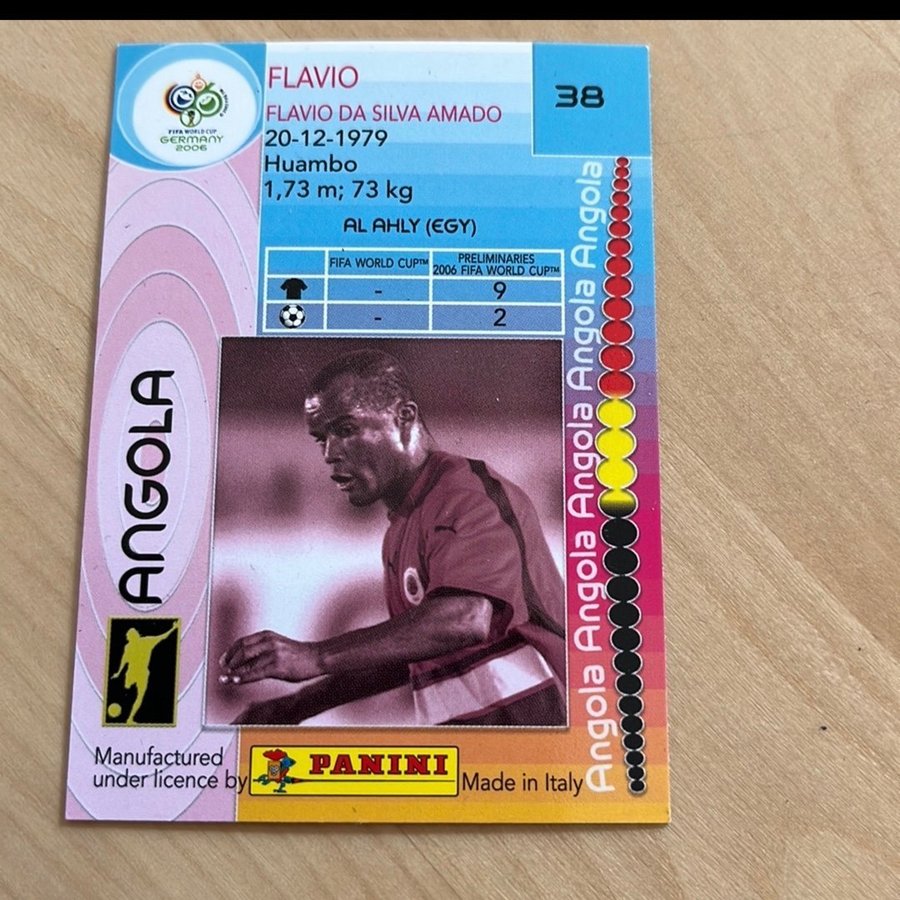 FIFA WORLD CUP
GERMANY
2006
FLAVIO
38
FLAVIO DA SILVA AMADO
20-12-1979
Huambo
1,73 m; 73 kg
AL AHLY (EGY)
FIFA WORLD CUP™
PRELIMINARIES
2006 FIFA WORLD CUP™
- 9
- 2
ANGOLA
Angola Angola Angola Angola Angola Angola
Manufactured
under licence by
PANINI
Made in Italy